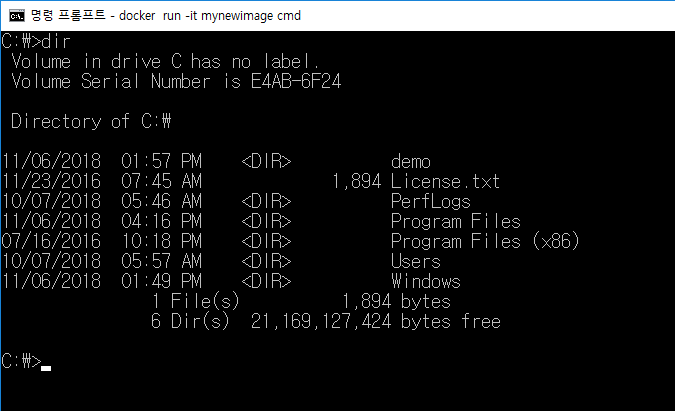 명령 프롬프트 - docker  run -it mynewimage cmd
C:₩>dir
 Volume in drive C has no label.
 Volume Serial Number is E4AB-6F24
 Directory of C:₩
11/06/2018  01:57 PM    <DIR>          demo
11/23/2016  07:45 AM             1,894 License.txt
10/07/2018  05:46 AM    <DIR>          PerfLogs
11/06/2018  04:16 PM    <DIR>          Program Files
07/16/2016  10:18 PM    <DIR>          Program Files (x86)
10/07/2018  05:57 AM    <DIR>          Users
11/06/2018  01:49 PM    <DIR>          Windows
               1 File(s)          1,894 bytes
               6 Dir(s)  21,169,127,424 bytes free
C:₩>